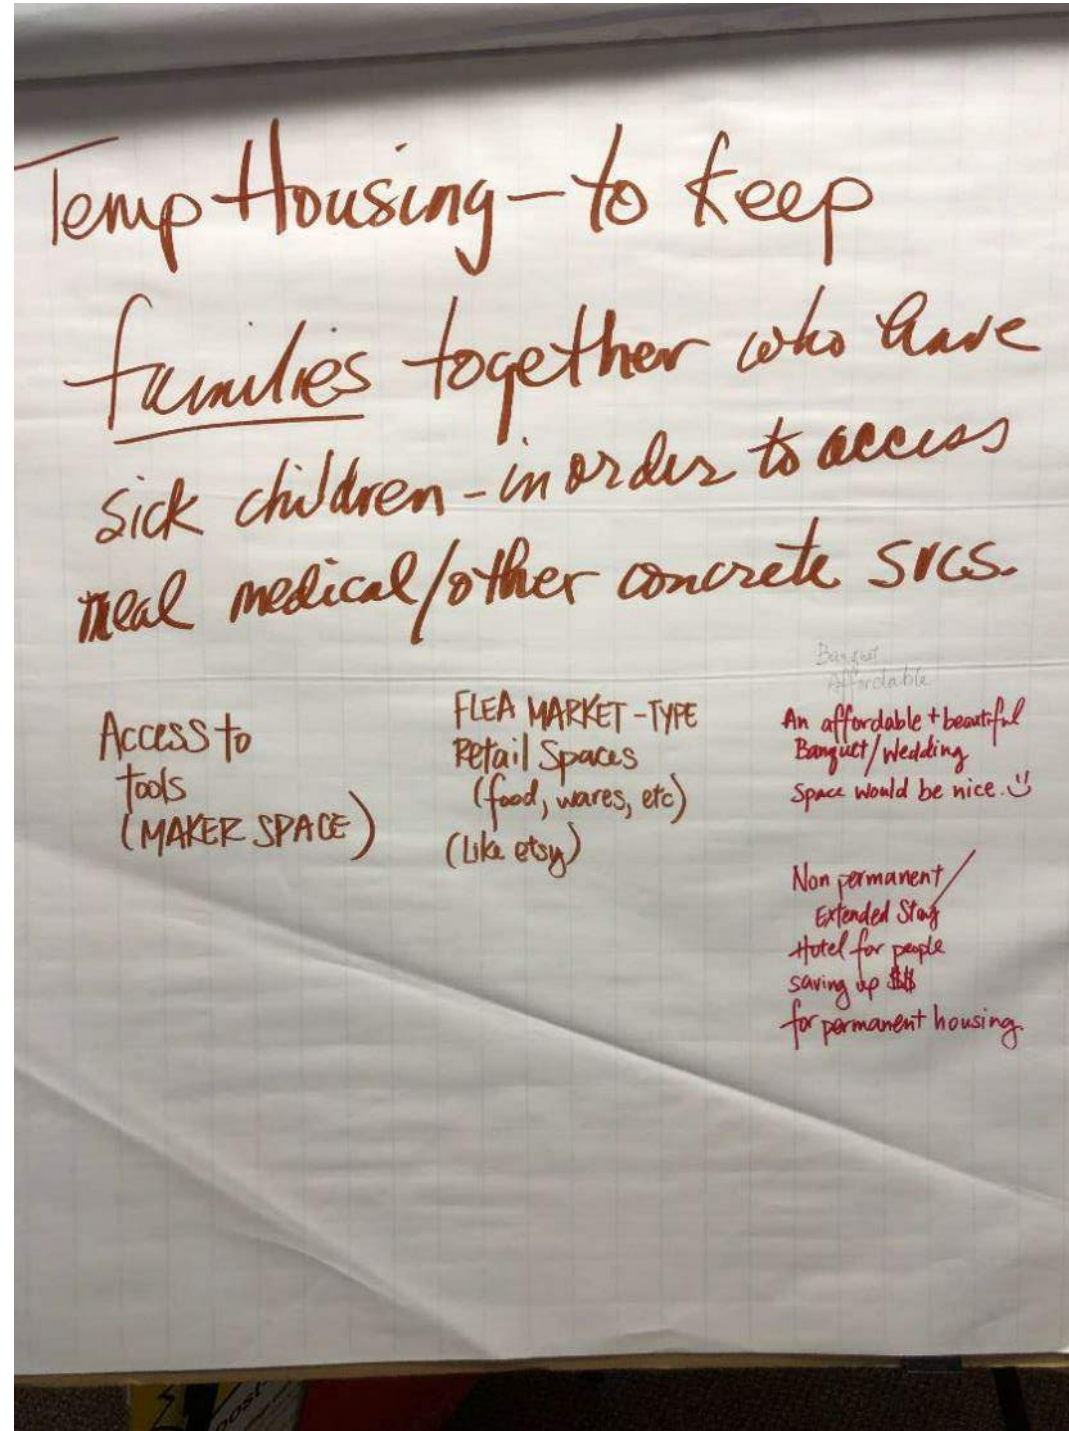 Temp Housing - to keep
families together who have
sick children - in order to access
meal medical/other concrete svcs.
Access to
tools
(MAKER SPACE)
FLEA MARKET - TYPE
Retail Spaces
(food, wares, etc)
(Like etsy)
Banquet
Affordable
An affordable + beautiful
Banquet/Wedding
Space would be nice. :)
Non permanent/
Extended Stay
Hotel for people
saving up $$$
for permanent housing.